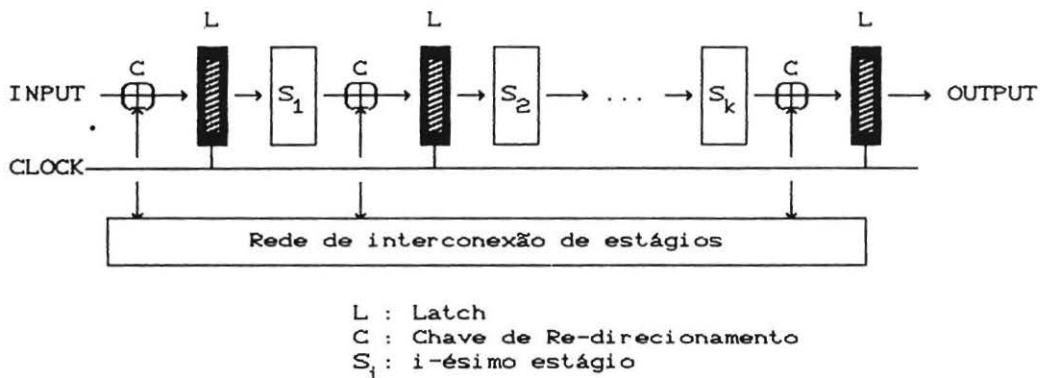 L L L
C C C
INPUT S1 S2 ... Sk OUTPUT
CLOCK
Rede de interconexão de estágios
L : Latch
C : Chave de Re-direcionamento
Si : i-ésimo estágio